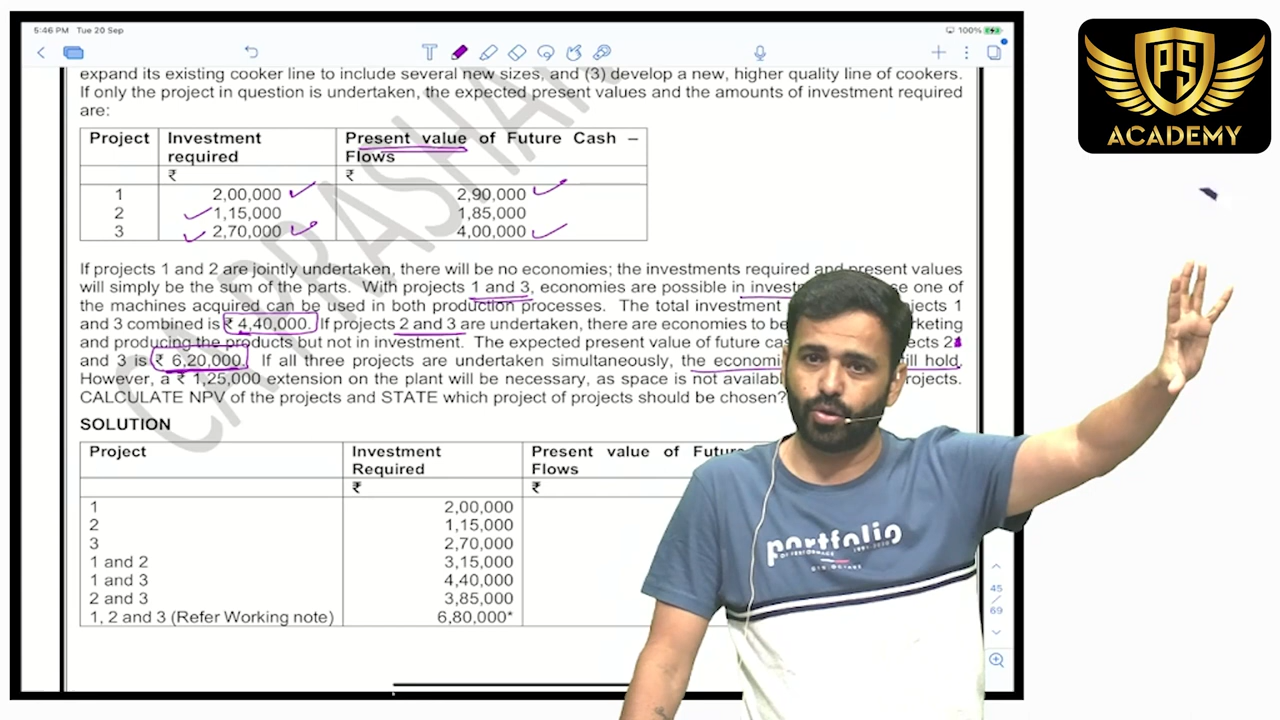 5:46 PM Tue 20 Sep
100%
expand its existing cooker line to include several new sizes, and (3) develop a new, higher quality line of cookers.
If only the project in question is undertaken, the expected present values and the amounts of investment required
are:
Project Investment required Present value of Future Cash – Flows
₹ ₹
1 2,00,000 2,90,000
2 1,15,000 1,85,000
3 2,70,000 4,00,000
If projects 1 and 2 are jointly undertaken, there will be no economies; the investments required and present values
will simply be the sum of the parts. With projects 1 and 3, economies are possible in
the machines acquired can be used in both production processes. The total investment 1
and 3 combined is ₹ 4,40,000. If projects 2 and 3 are undertaken, there are economies to be
and producing the products but not in investment. The expected present value of future 2
and 3 is ₹ 6,20,000. If all three projects are undertaken simultaneously, the hold.
However, a ₹ 1,25,000 extension on the plant will be necessary, as space is not
CALCULATE NPV of the projects and STATE which project of projects should be chosen?
SOLUTION
Project Investment Required Present value of Flows
₹ ₹
1 2,00,000
2 1,15,000
3 2,70,000
1 and 2 3,15,000
1 and 3 4,40,000
2 and 3 3,85,000
1, 2 and 3 (Refer Working note) 6,80,000*
45
69
CA PRASHAN
PS
ACADEMY
portfolio